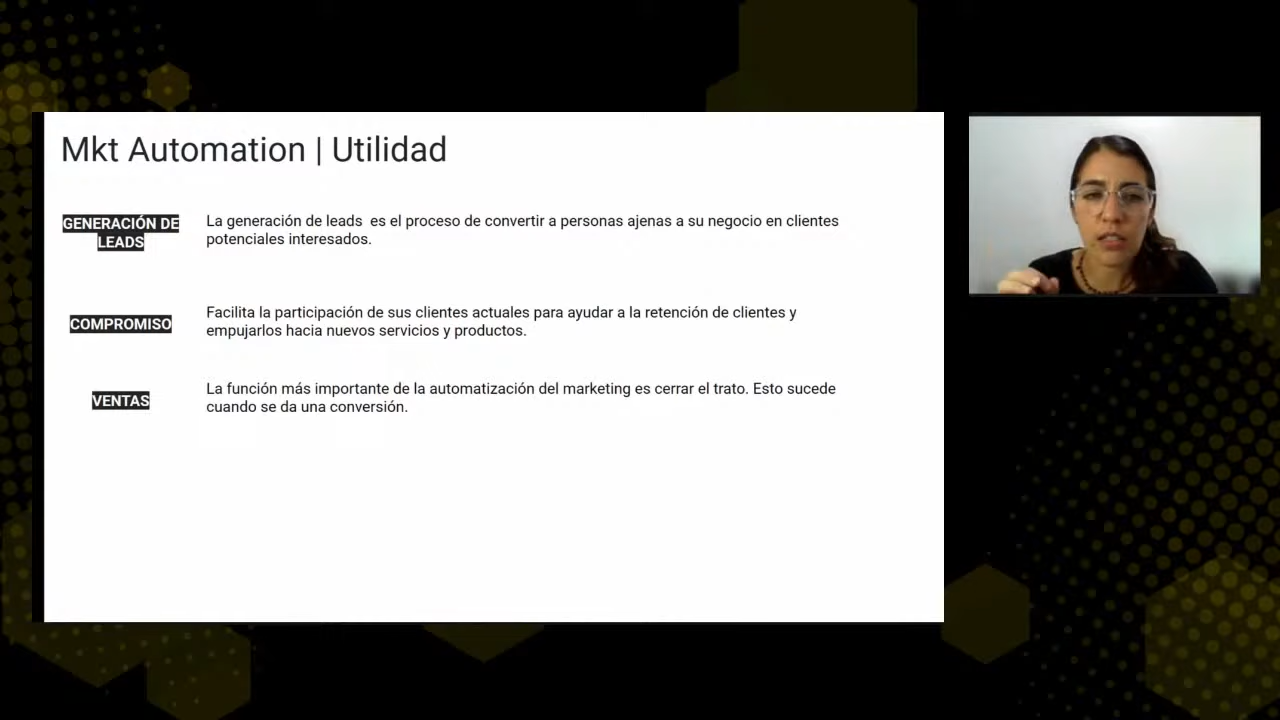 Mkt Automation | Utilidad
GENERACIÓN DE
LEADS
La generación de leads  es el proceso de convertir a personas ajenas a su negocio en clientes
potenciales interesados.
COMPROMISO
Facilita la participación de sus clientes actuales para ayudar a la retención de clientes y
empujarlos hacia nuevos servicios y productos.
VENTAS
La función más importante de la automatización del marketing es cerrar el trato. Esto sucede
cuando se da una conversión.